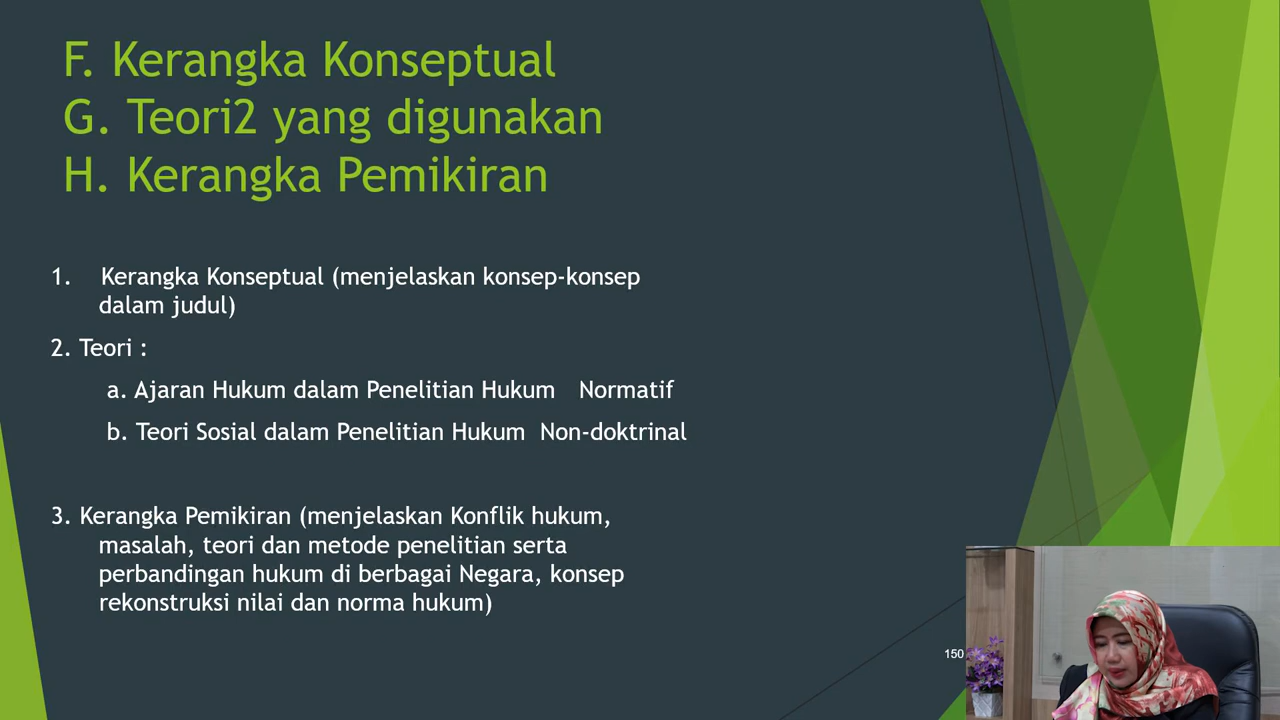 F. Kerangka Konseptual
G. Teori2 yang digunakan
H. Kerangka Pemikiran
1. Kerangka Konseptual (menjelaskan konsep-konsep
dalam judul)
2. Teori :
a. Ajaran Hukum dalam Penelitian Hukum Normatif
b. Teori Sosial dalam Penelitian Hukum Non-doktrinal
3. Kerangka Pemikiran (menjelaskan Konflik hukum,
masalah, teori dan metode penelitian serta
perbandingan hukum di berbagai Negara, konsep
rekonstruksi nilai dan norma hukum)
150